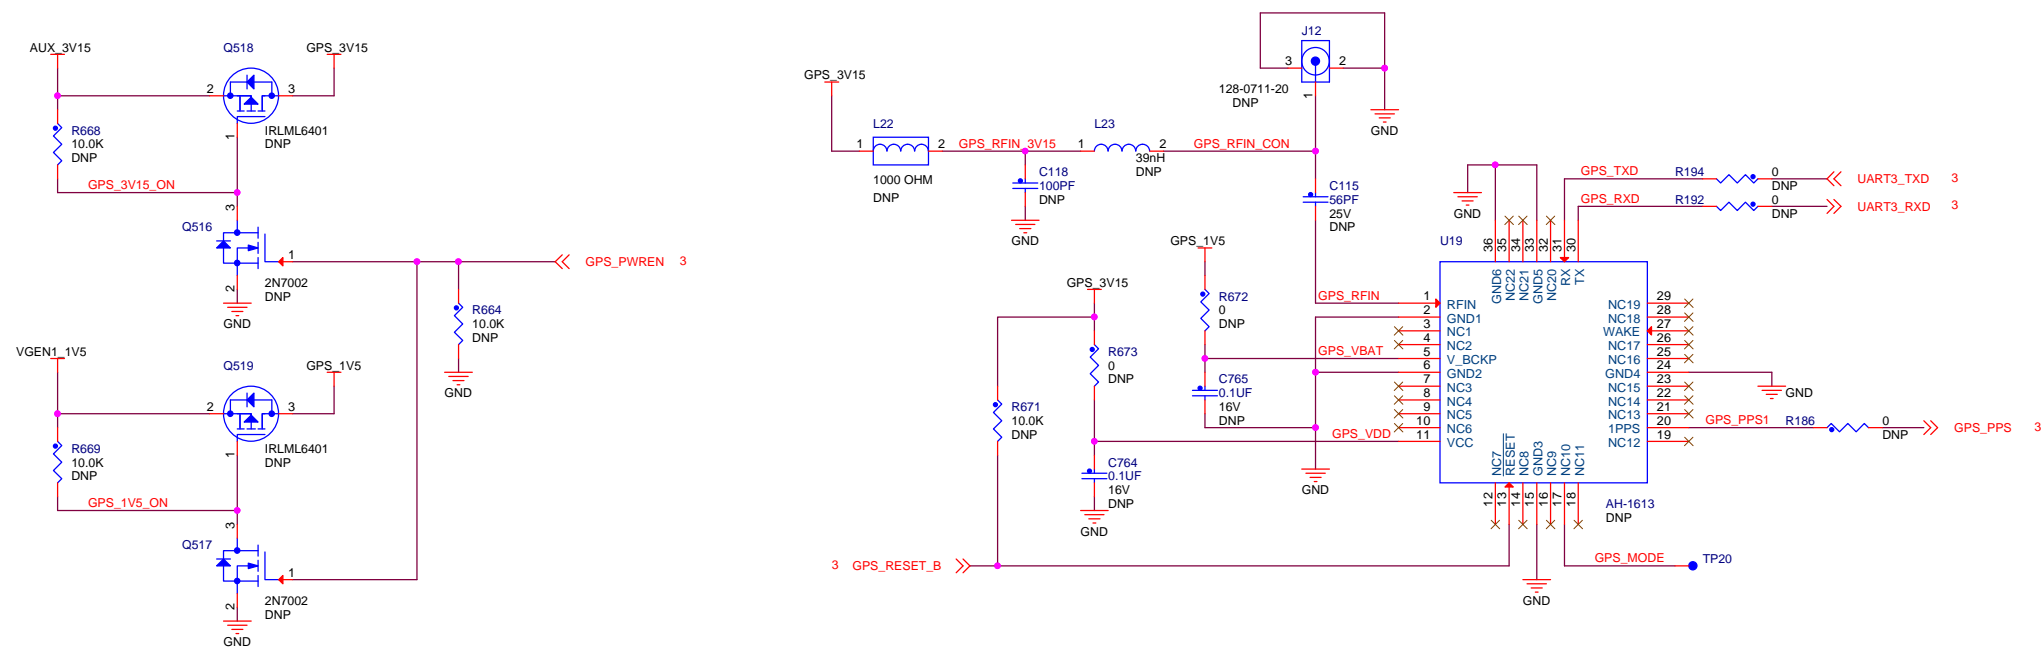 AUX_3V15
Q518
GPS_3V15
2
3
1
IRLML6401
DNP
R668
10.0K
DNP
GPS_3V15_ON
3
Q516
1
2
2N7002
DNP
GND
GPS_PWREN 3
R664
10.0K
DNP
GND
VGEN1_1V5
Q519
GPS_1V5
2
3
1
IRLML6401
DNP
R669
10.0K
DNP
GPS_1V5_ON
3
Q517
1
2
2N7002
DNP
GND
J12
3
2
128-0711-20
DNP
1
GND
GPS_3V15
L22
1
2
1000 OHM
DNP
GPS_RFIN_3V15
L23
1
2
39nH
DNP
GPS_RFIN_CON
C118
100PF
DNP
GND
C115
56PF
25V
DNP
GPS_1V5
R672
0
DNP
GPS_3V15
R673
0
DNP
R671
10.0K
DNP
GPS_VBAT
C765
0.1UF
16V
DNP
GPS_VDD
C764
0.1UF
16V
DNP
GND
GND
GPS_RFIN
3 GPS_RESET_B
GND
GPS_TXD
R194
0
DNP
UART3_TXD 3
GPS_RXD
R192
0
DNP
UART3_RXD 3
U19
36
35
34
33
32
31
30
GND6
NC22
NC21
GND5
NC20
RX
TX
1 RFIN
2 GND1
3 NC1
4 NC2
5 V_BCKP
6 GND2
7 NC3
8 NC4
9 NC5
10 NC6
11 VCC
NC19 29
NC18 28
WAKE 27
NC17 26
NC16 25
GND4 24
NC15 23
NC14 22
NC13 21
1PPS 20
NC12 19
NC7
RESET
NC8
GND3
NC9
NC10
NC11
12
13
14
15
16
17
18
AH-1613
DNP
GND
GPS_PPS1
R186
0
DNP
GPS_PPS 3
GPS_MODE
TP20
GND